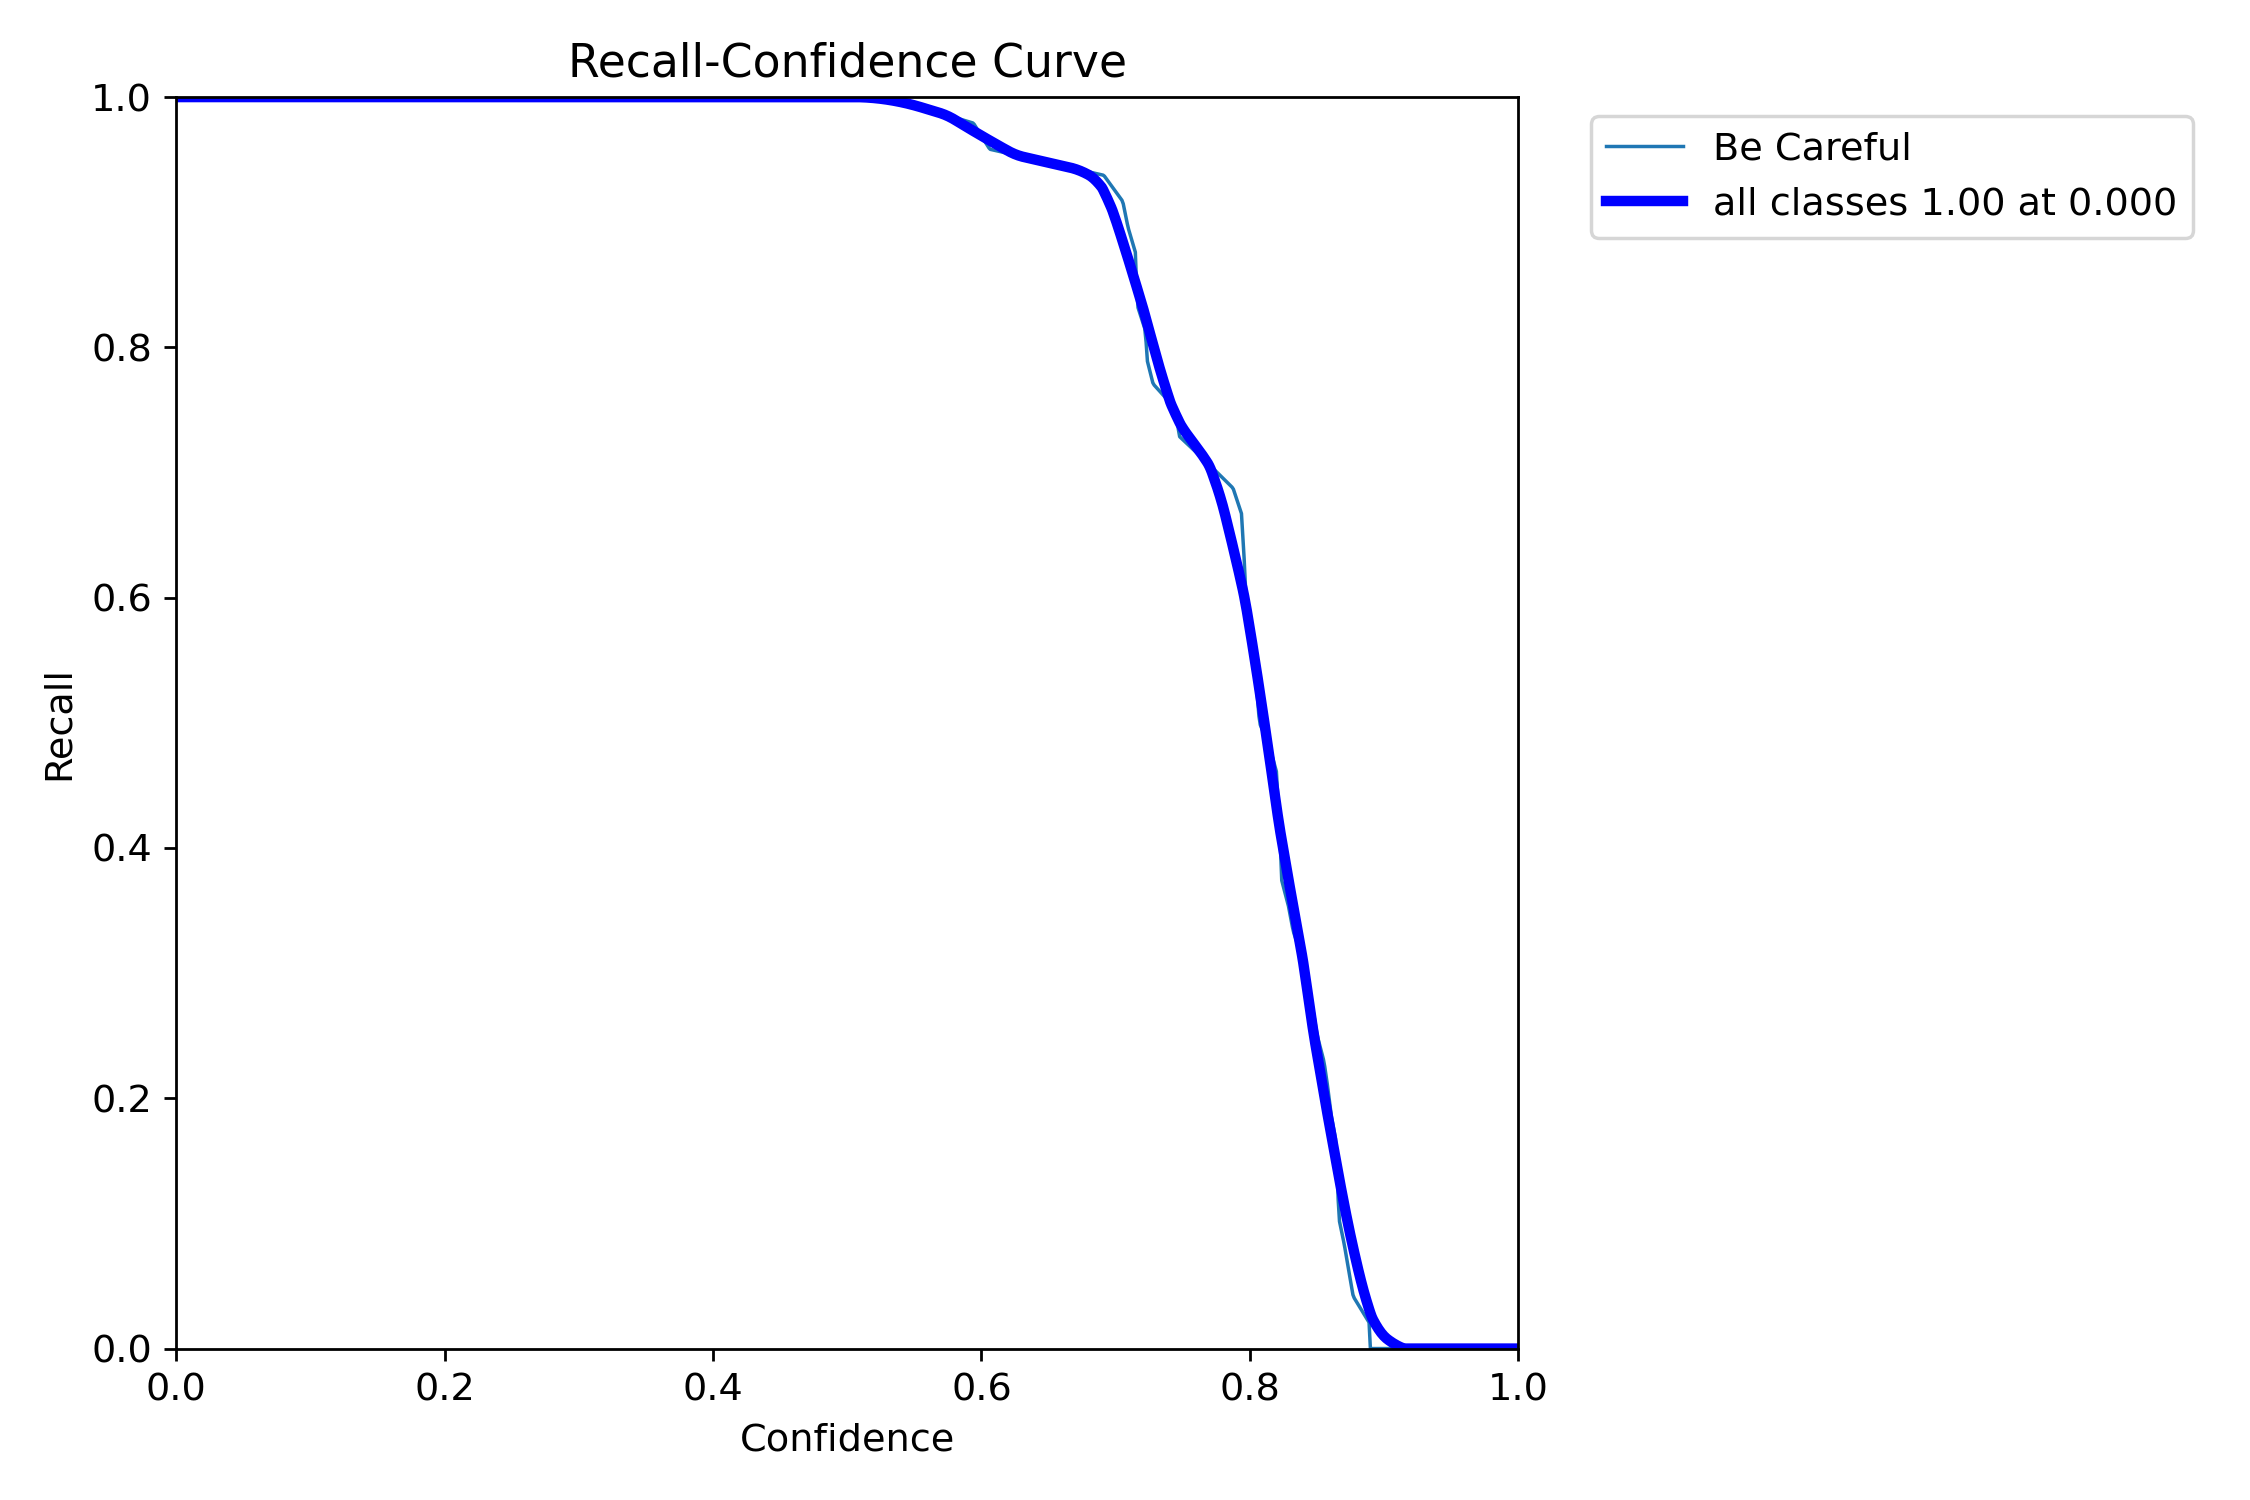 Recall-Confidence Curve
1.0
0.8
0.6
0.4
0.2
0.0
Recall
0.0 0.2 0.4 0.6 0.8 1.0
Confidence
Be Careful
all classes 1.00 at 0.000